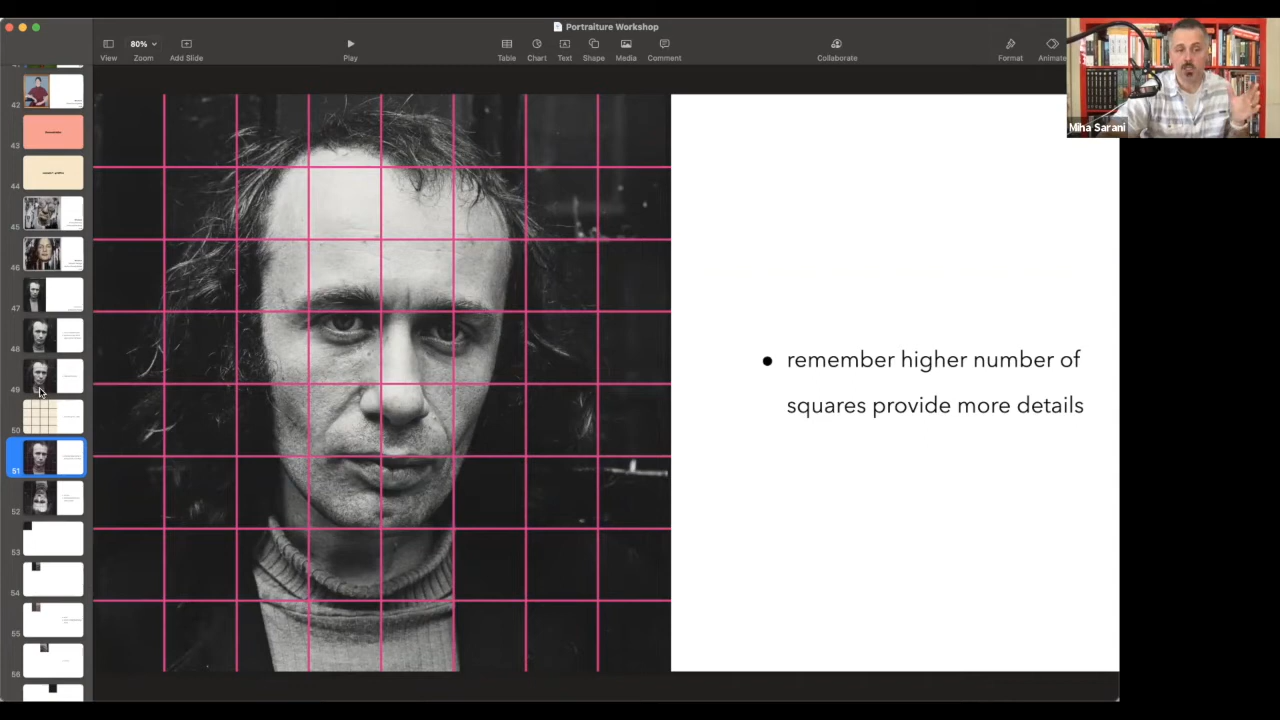 Portraiture Workshop
80%
View
Zoom
Add Slide
Play
Table
Chart
Text
Shape
Media
Comment
Collaborate
Format
Animate
Miha Sarani
42
43
44
45
46
47
48
49
50
51
52
53
54
55
56
● remember higher number of
squares provide more details